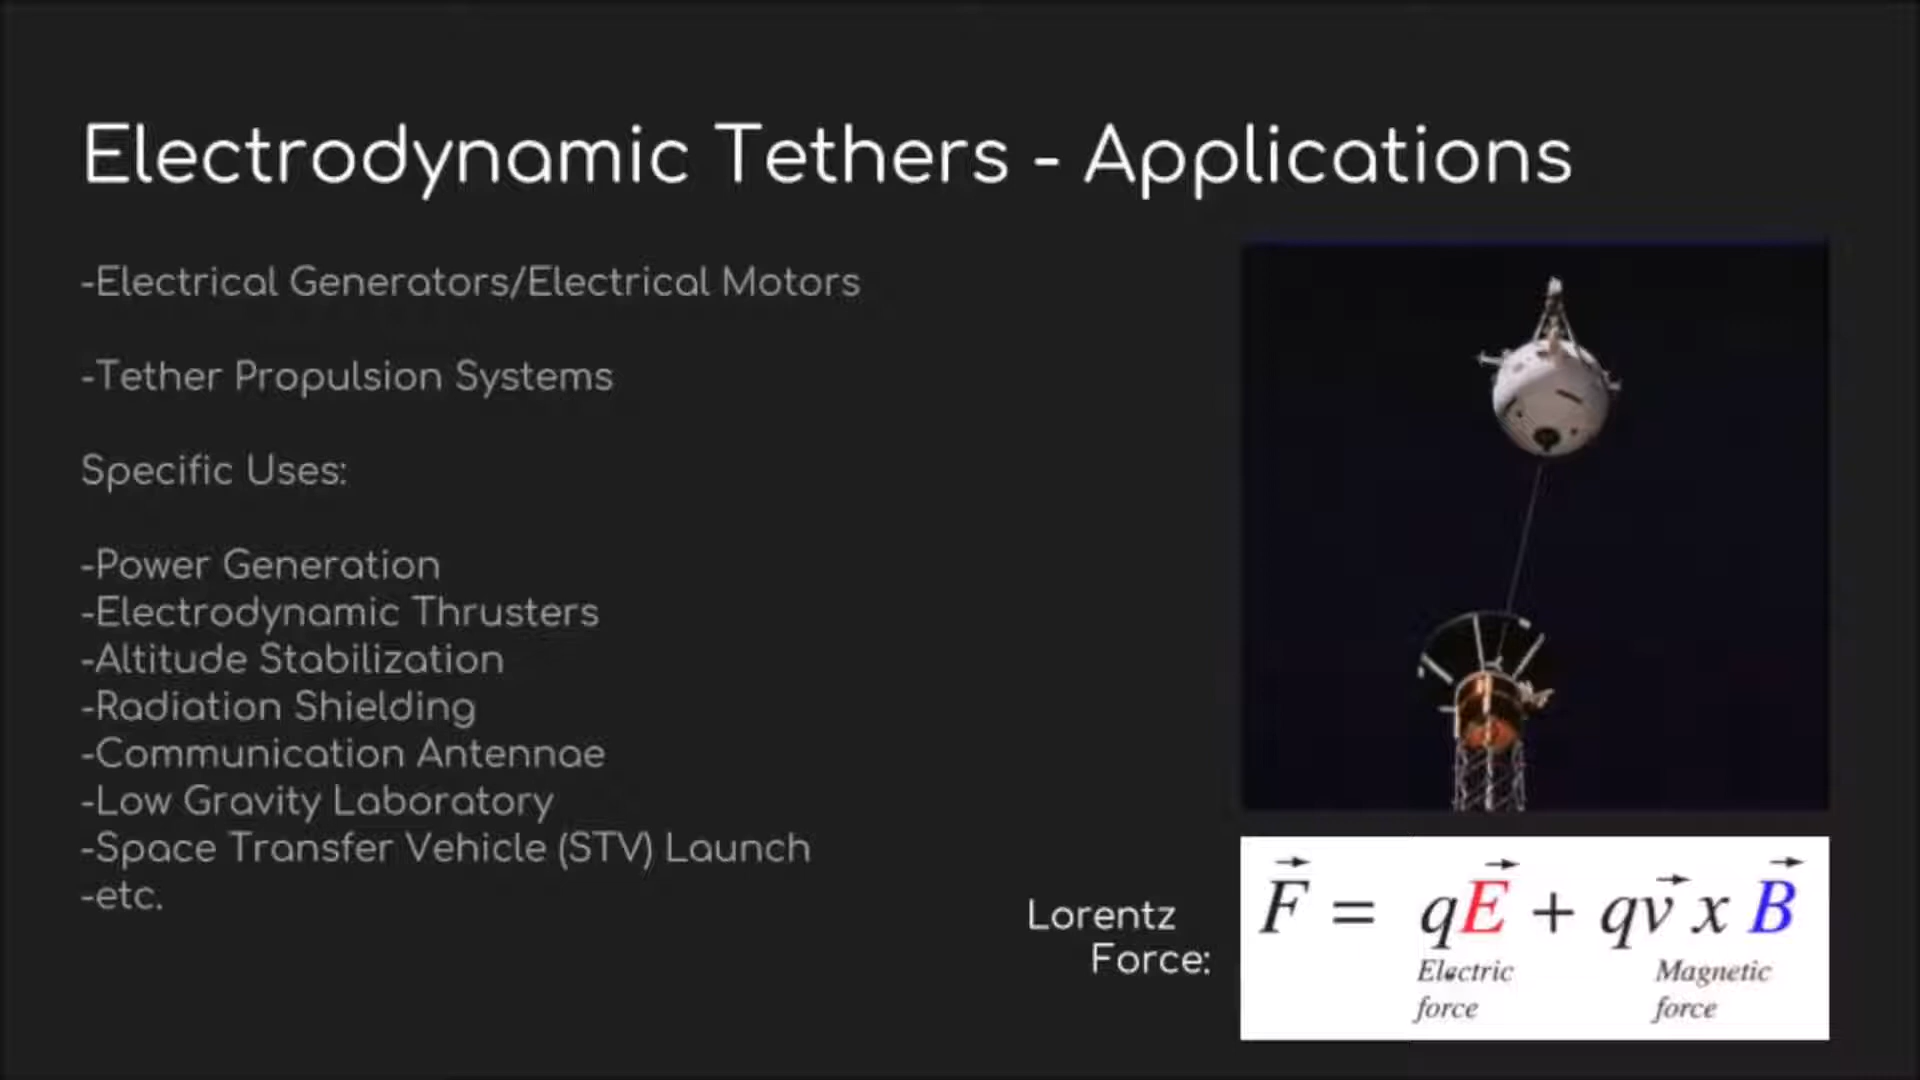 Electrodynamic Tethers - Applications
-Electrical Generators/Electrical Motors
-Tether Propulsion Systems
Specific Uses:
-Power Generation
-Electrodynamic Thrusters
-Altitude Stabilization
-Radiation Shielding
-Communication Antennae
-Low Gravity Laboratory
-Space Transfer Vehicle (STV) Launch
-etc.
Lorentz
Force:
F⃗ = qE⃗ + qv⃗ x B⃗
Electric Magnetic
force force